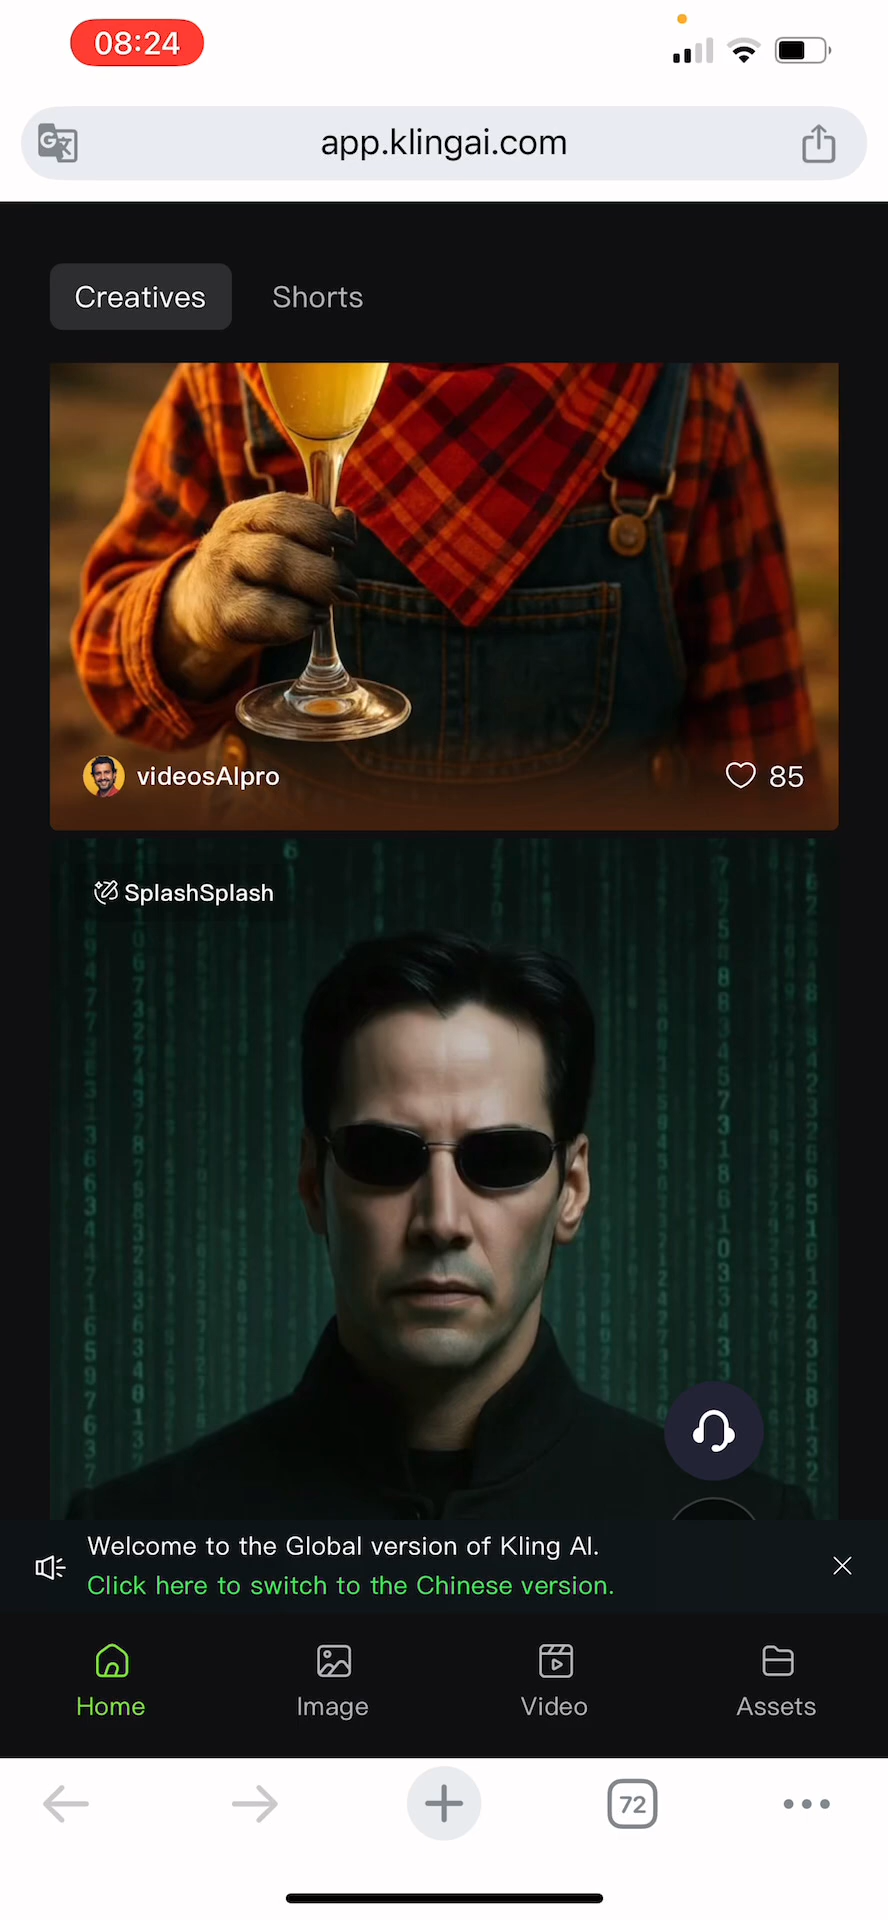 08:24
app.klingai.com
Creatives
Shorts
videosAIpro
85
SplashSplash
Welcome to the Global version of Kling AI.
Click here to switch to the Chinese version.
Home
Image
Video
Assets
72